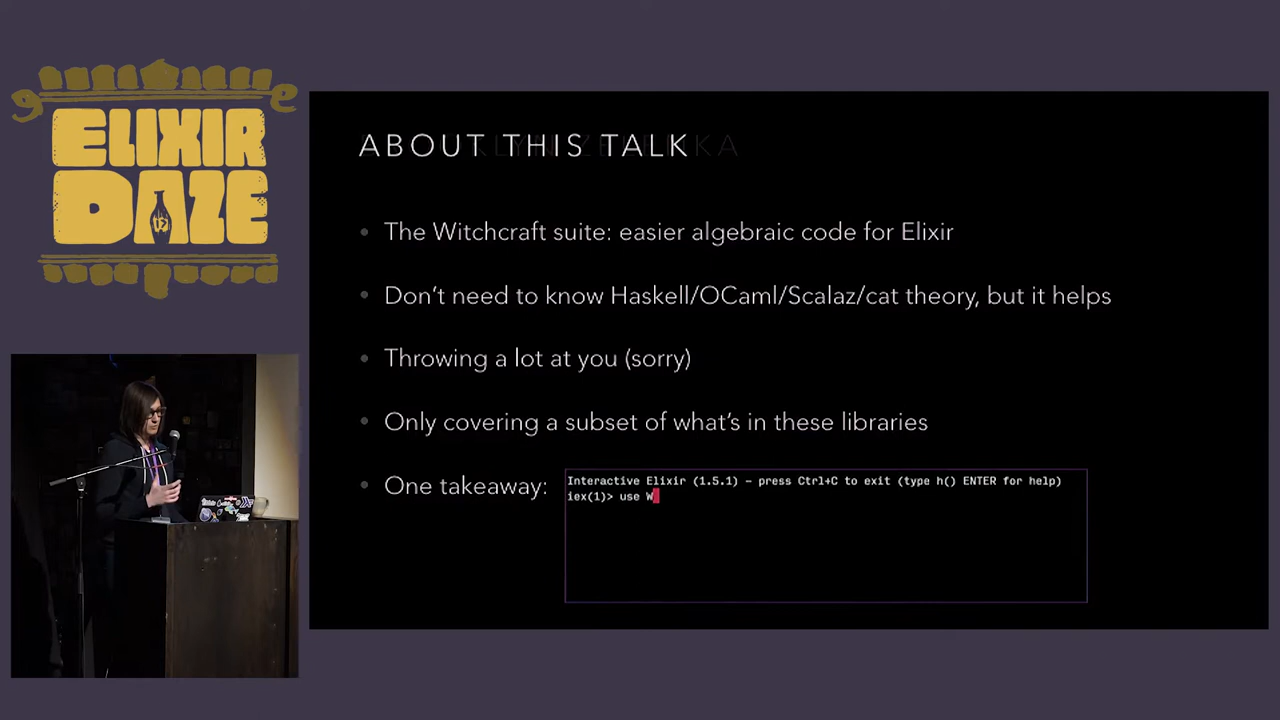 ELIXIR
DAZE
ABOUT THIS TALK
• The Witchcraft suite: easier algebraic code for Elixir
• Don’t need to know Haskell/OCaml/Scalaz/cat theory, but it helps
• Throwing a lot at you (sorry)
• Only covering a subset of what’s in these libraries
• One takeaway:
Interactive Elixir (1.5.1) - press Ctrl+C to exit (type h() ENTER for help)
iex(1)> use W